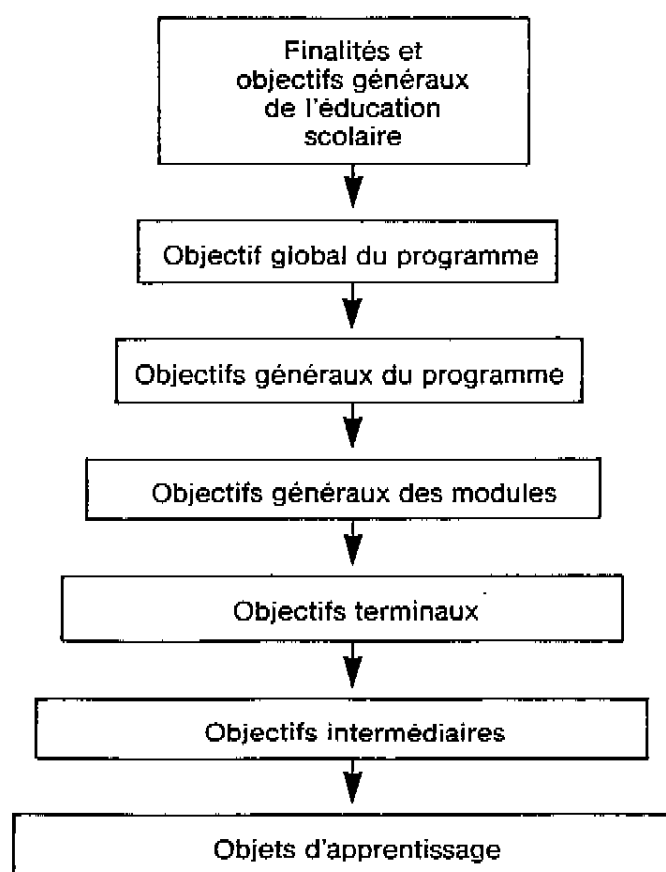 Finalités et
objectifs généraux
de l'éducation
scolaire
Objectif global du programme
Objectifs généraux du programme
Objectifs généraux des modules
Objectifs terminaux
Objectifs intermédiaires
Objets d'apprentissage